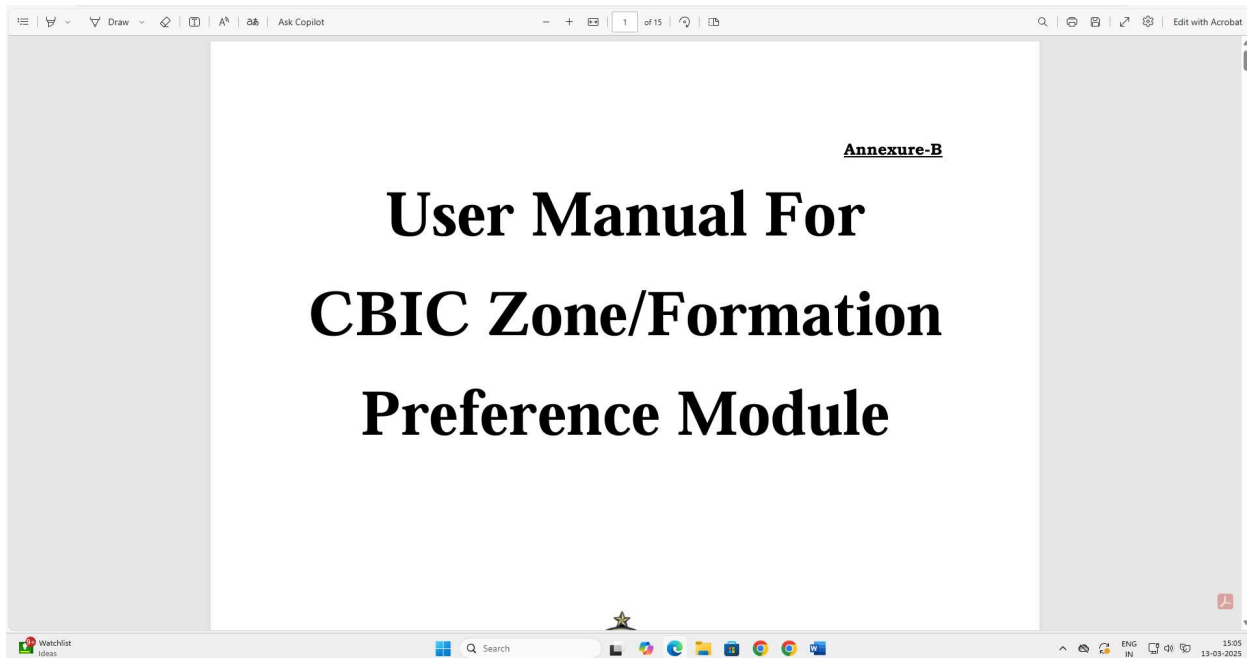 Draw
Ask Copilot
1 of 15
Edit with Acrobat
Annexure-B
User Manual For
CBIC Zone/Formation
Preference Module
9+
Watchlist
Ideas
Search
ENG
IN
15:05
13-03-2025